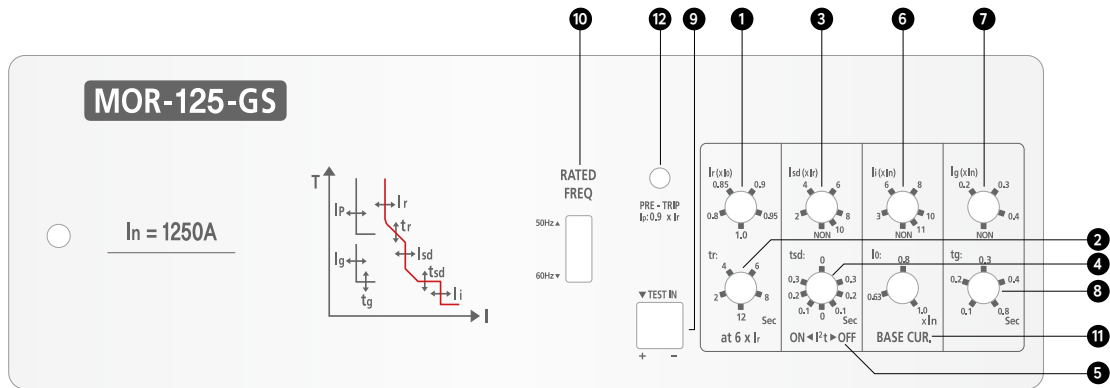 10 12 9 1 3 6 7
MOR-125-GS
In = 1250A
T
IP
Ir
tr
Isd
Ig
tg
tsd
Ii
I
RATED
FREQ
50Hz▲
60Hz▼
PRE - TRIP
Ip: 0.9 x Ir
▼TEST IN
+ -
Ir (xI0)
0.85 0.9
0.8 0.95
1.0
Isd (xIr)
4 6
2 8
NON 10
Ii (xIn)
6 8
3 10
NON 11
Ig (xIn)
0.2 0.3
0.4
NON
tr:
4 6
2 8
12
Sec
at 6 x Ir
tsd:
0
0.3 0.3
0.2 0.2
0.1 0.1
0
Sec
ON ◄ I²t ► OFF
I0:
0.8
0.63 1.0
xIn
BASE CUR.
tg:
0.3
0.2 0.4
0.1 0.8
Sec
2
4
8
11
5